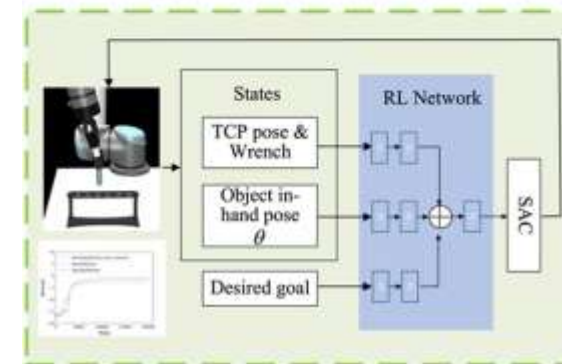 States
RL Network
TCP pose &
Wrench
Object in-
hand pose
θ
SAC
Desired goal